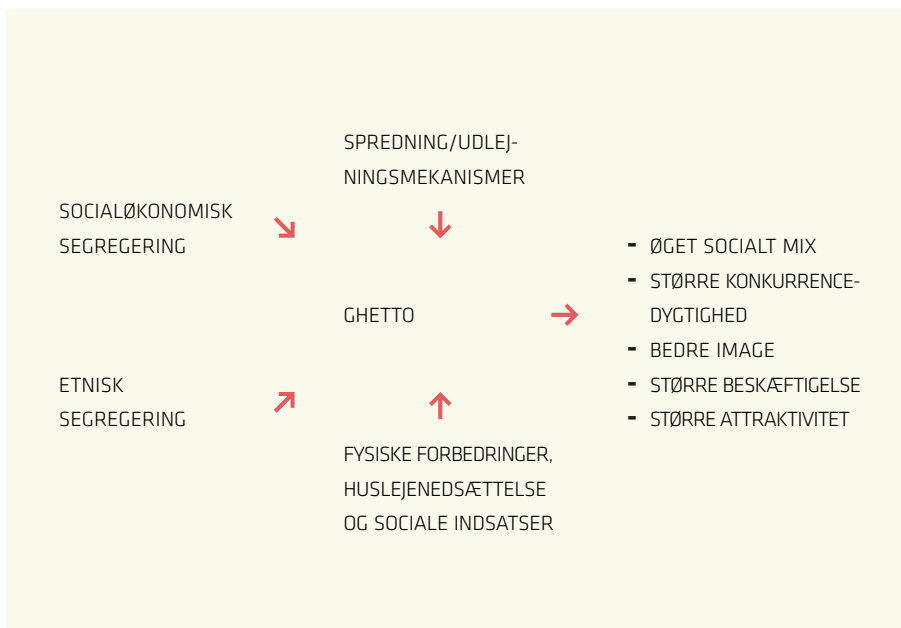 SPREDNING/UDLEJ-
NINGSMEKANISMER
SOCIALØKONOMISK
SEGREGERING
GHETTO
ETNISK
SEGREGERING
FYSISKE FORBEDRINGER,
HUSLEJENEDSÆTTELSE
OG SOCIALE INDSATSER
- ØGET SOCIALT MIX
- STØRRE KONKURRENCE-
DYGTIGHED
- BEDRE IMAGE
- STØRRE BESKÆFTIGELSE
- STØRRE ATTRAKTIVITET